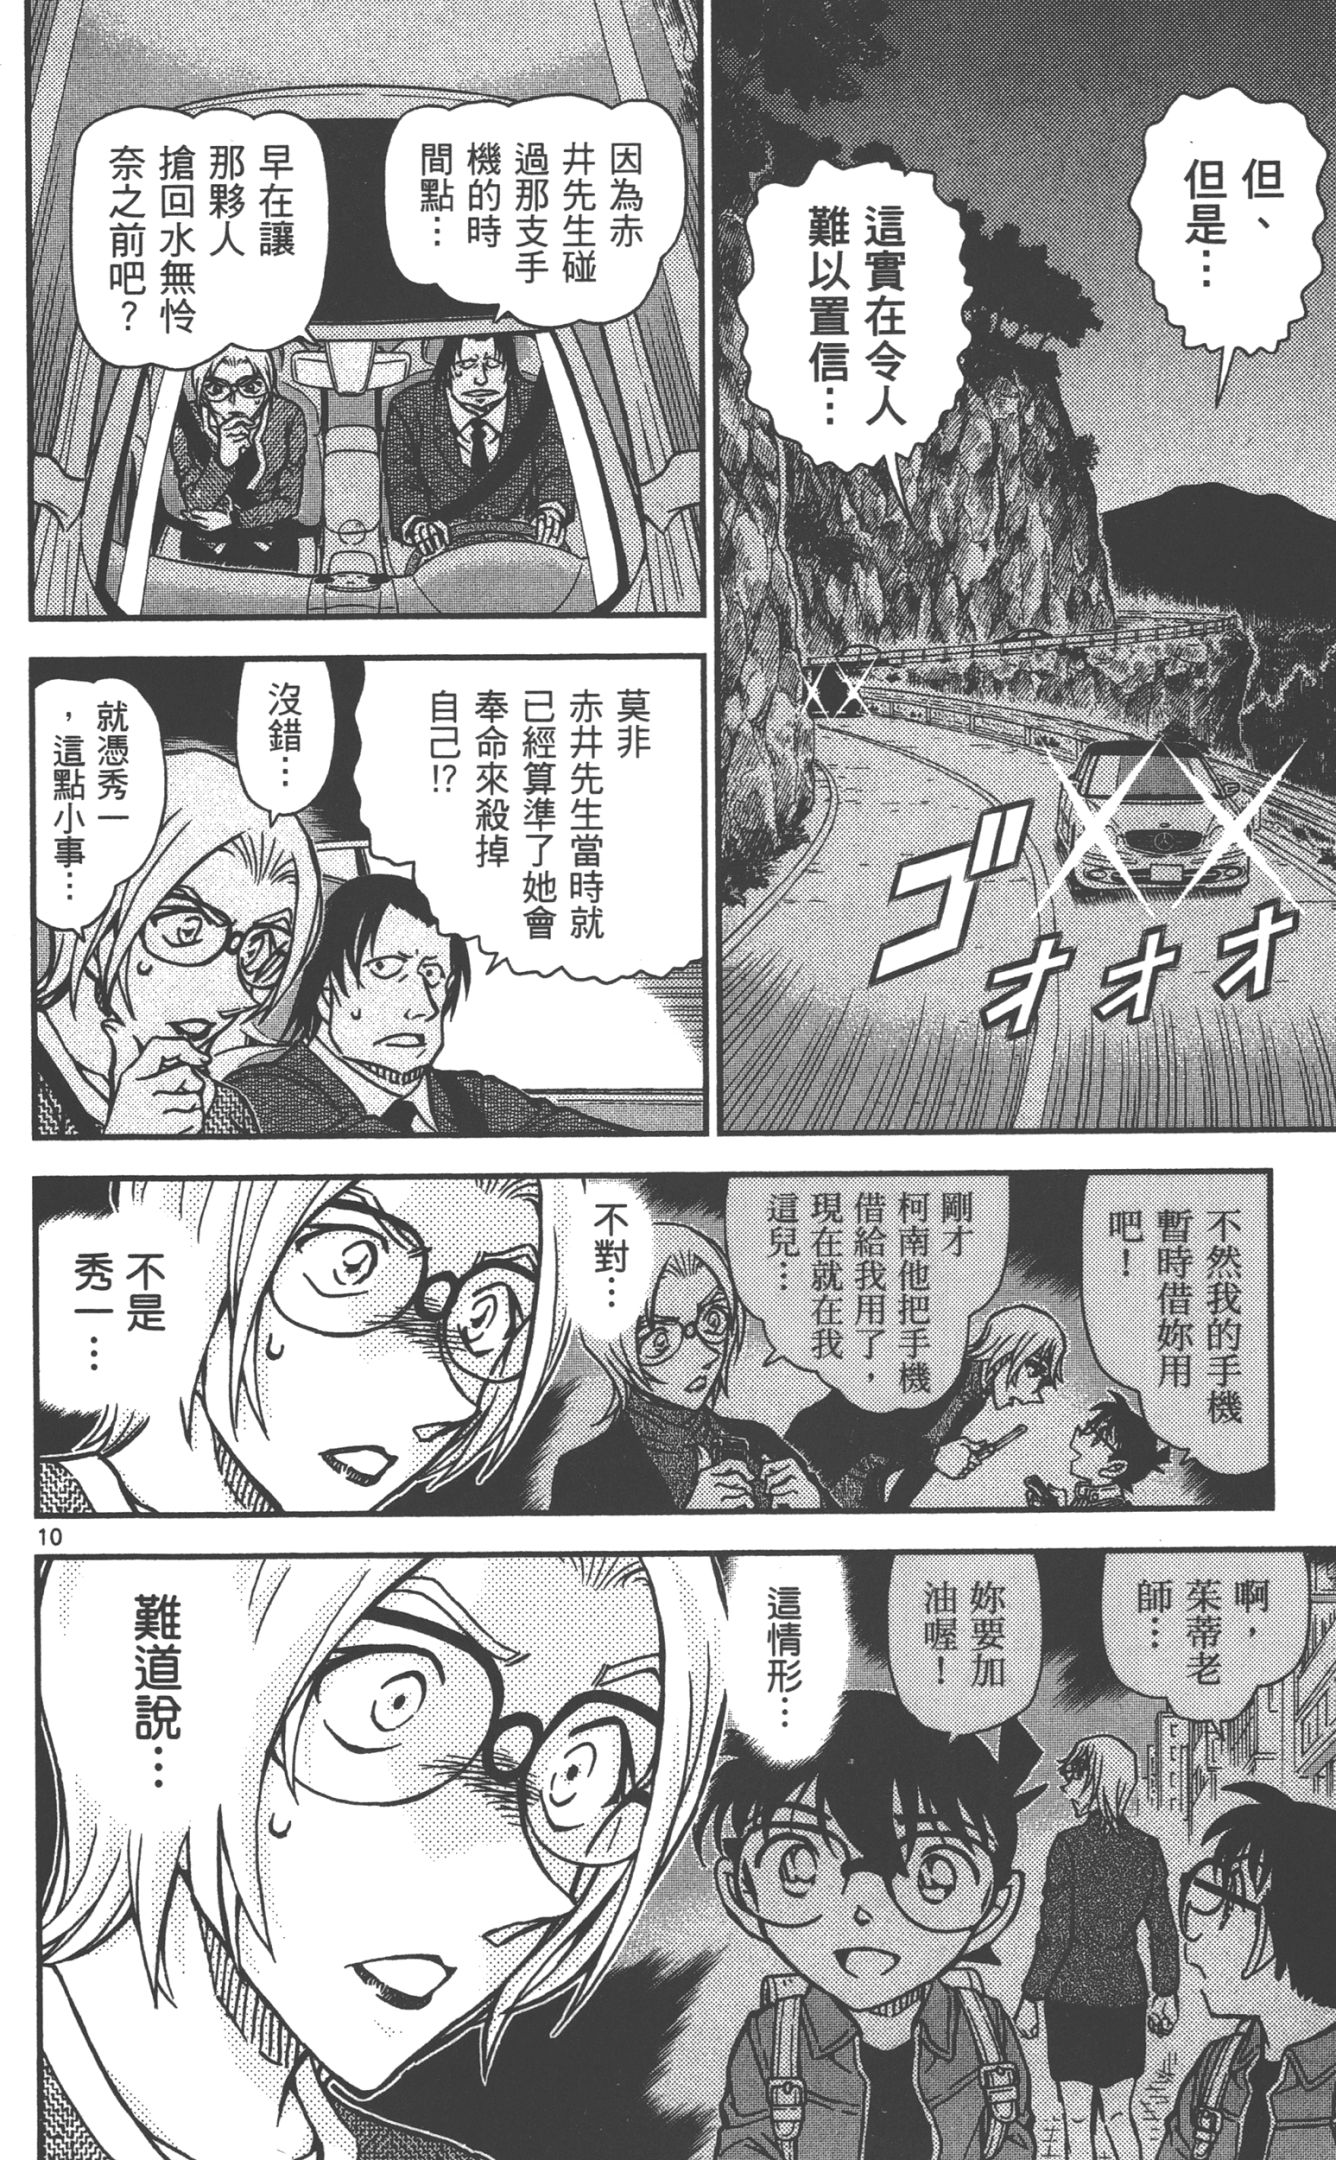 但、
但是…
這實在令人
難以置信…
ゴォォォ
因為赤
井先生碰
過那支手
機的時
間點…
早在讓
那夥人
搶回水無怜
奈之前吧？
莫非
赤井先生當時就
已經算準了她會
奉命來殺掉
自己!?
沒錯…
就憑秀一
，這點小事…
不然我的手機
暫時借妳用
吧！
剛才
柯南他把手機
借給我用了，
現在就在我
這兒…
不對…
不是
秀一…
10
啊，
茱蒂老
師…
妳要加
油喔！
這情形…
難道說…